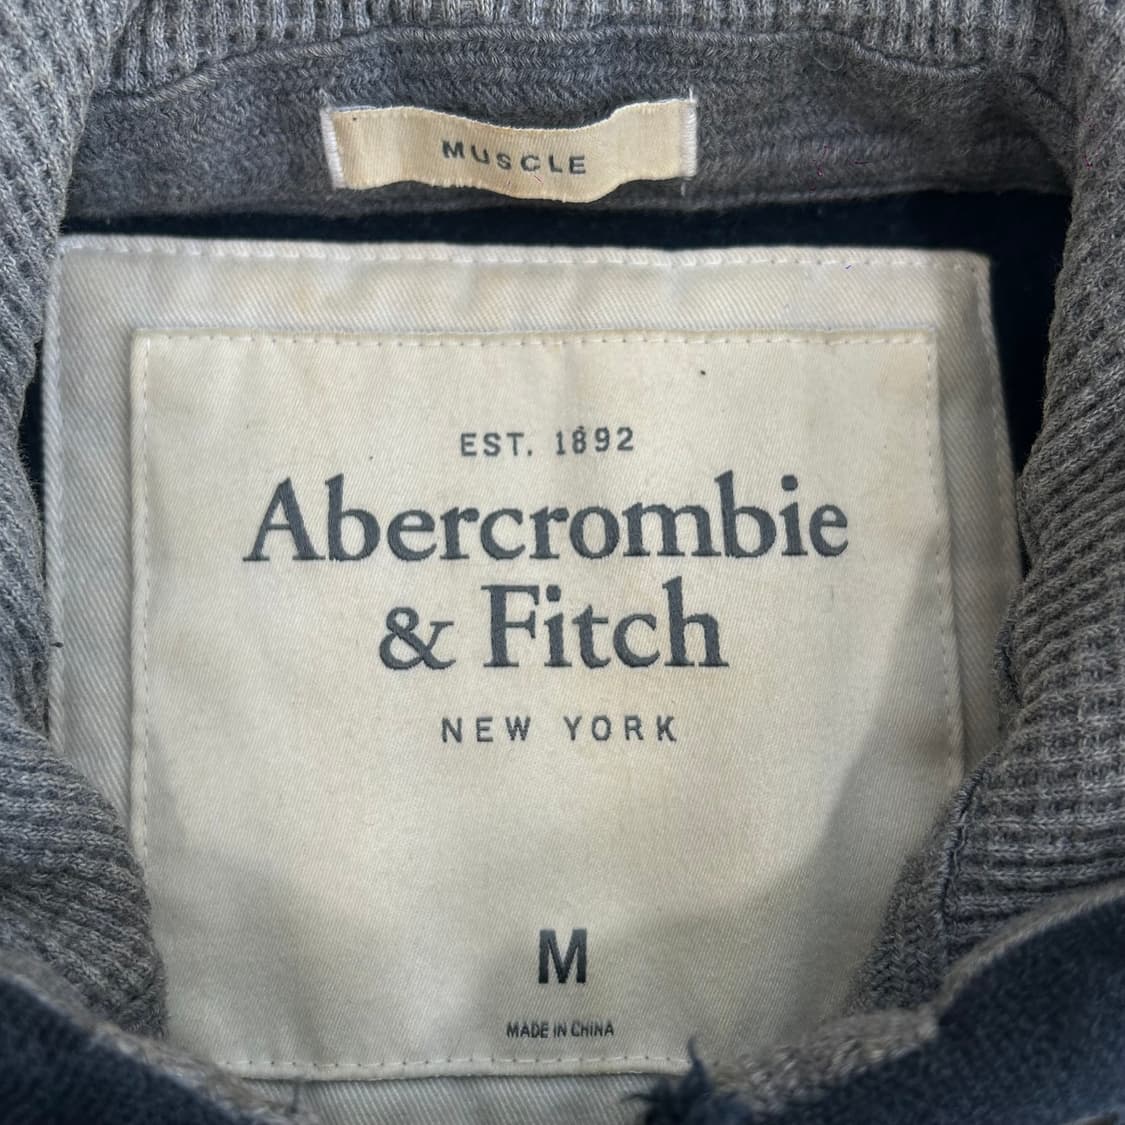 MUSCLE
EST. 1892
Abercrombie
& Fitch
NEW YORK
M
MADE IN CHINA